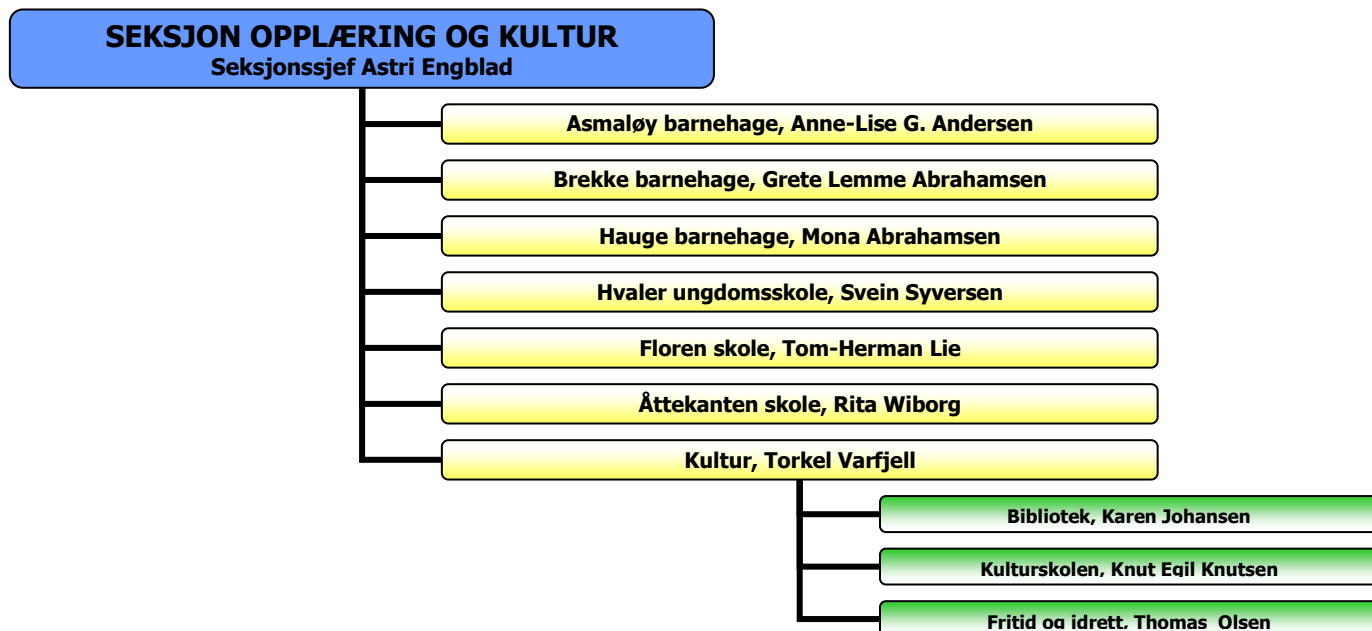 SEKSJON OPPLÆRING OG KULTUR
Seksjonssjef Astri Engblad
Asmaløy barnehage, Anne-Lise G. Andersen
Brekke barnehage, Grete Lemme Abrahamsen
Hauge barnehage, Mona Abrahamsen
Hvaler ungdomsskole, Svein Syversen
Floren skole, Tom-Herman Lie
Åttekanten skole, Rita Wiborg
Kultur, Torkel Varfjell
Bibliotek, Karen Johansen
Kulturskolen, Knut Egil Knutsen
Fritid og idrett, Thomas Olsen